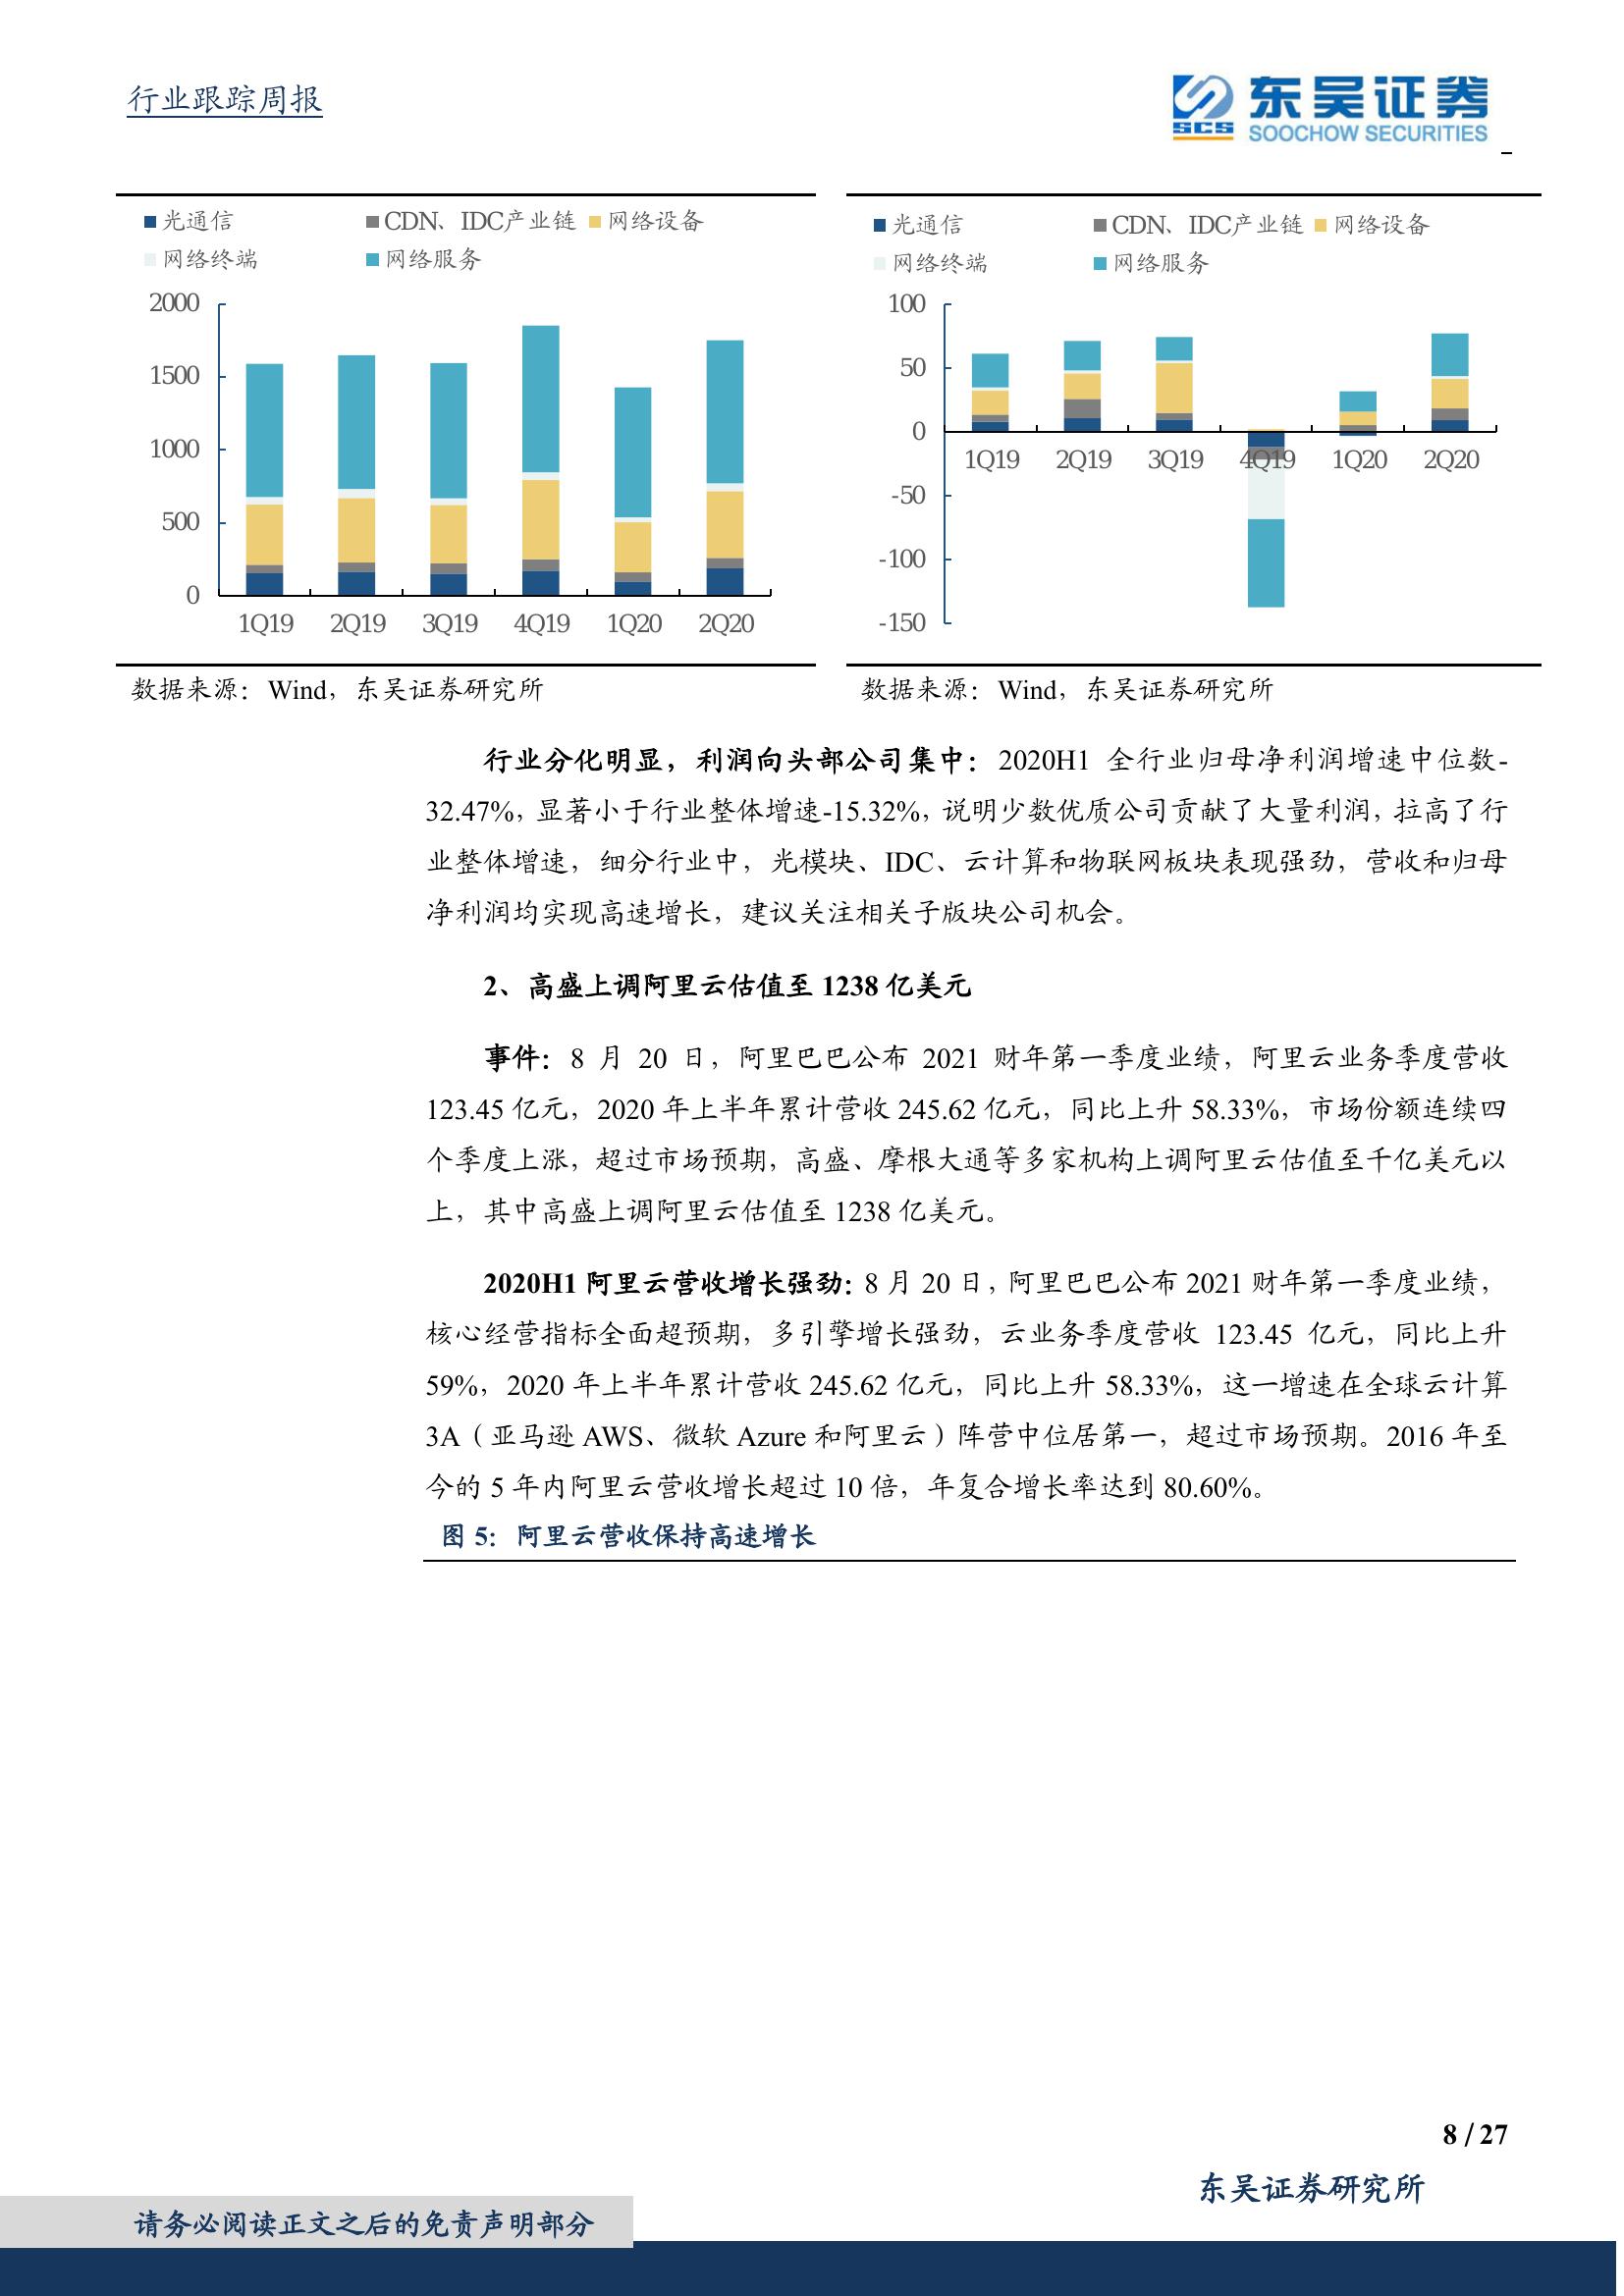 行业跟踪周报
SCS
东吴证券
SOOCHOW SECURITIES
光通信 CDN、IDC产业链 网络设备
网络终端 网络服务
2000
1500
1000
500
0
1Q19 2Q19 3Q19 4Q19 1Q20 2Q20
数据来源：Wind，东吴证券研究所
光通信 CDN、IDC产业链 网络设备
网络终端 网络服务
100
50
0
-50
-100
-150
1Q19 2Q19 3Q19 4Q19 1Q20 2Q20
数据来源：Wind，东吴证券研究所
行业分化明显，利润向头部公司集中：2020H1 全行业归母净利润增速中位数-
32.47%，显著小于行业整体增速-15.32%，说明少数优质公司贡献了大量利润，拉高了行
业整体增速，细分行业中，光模块、IDC、云计算和物联网板块表现强劲，营收和归母
净利润均实现高速增长，建议关注相关子版块公司机会。
2、高盛上调阿里云估值至 1238 亿美元
事件：8 月 20 日，阿里巴巴公布 2021 财年第一季度业绩，阿里云业务季度营收
123.45 亿元，2020 年上半年累计营收 245.62 亿元，同比上升 58.33%，市场份额连续四
个季度上涨，超过市场预期，高盛、摩根大通等多家机构上调阿里云估值至千亿美元以
上，其中高盛上调阿里云估值至 1238 亿美元。
2020H1 阿里云营收增长强劲：8 月 20 日，阿里巴巴公布 2021 财年第一季度业绩，
核心经营指标全面超预期，多引擎增长强劲，云业务季度营收 123.45 亿元，同比上升
59%，2020 年上半年累计营收 245.62 亿元，同比上升 58.33%，这一增速在全球云计算
3A（亚马逊 AWS、微软 Azure 和阿里云）阵营中位居第一，超过市场预期。2016 年至
今的 5 年内阿里云营收增长超过 10 倍，年复合增长率达到 80.60%。
图 5：阿里云营收保持高速增长
8 / 27
东吴证券研究所
请务必阅读正文之后的免责声明部分